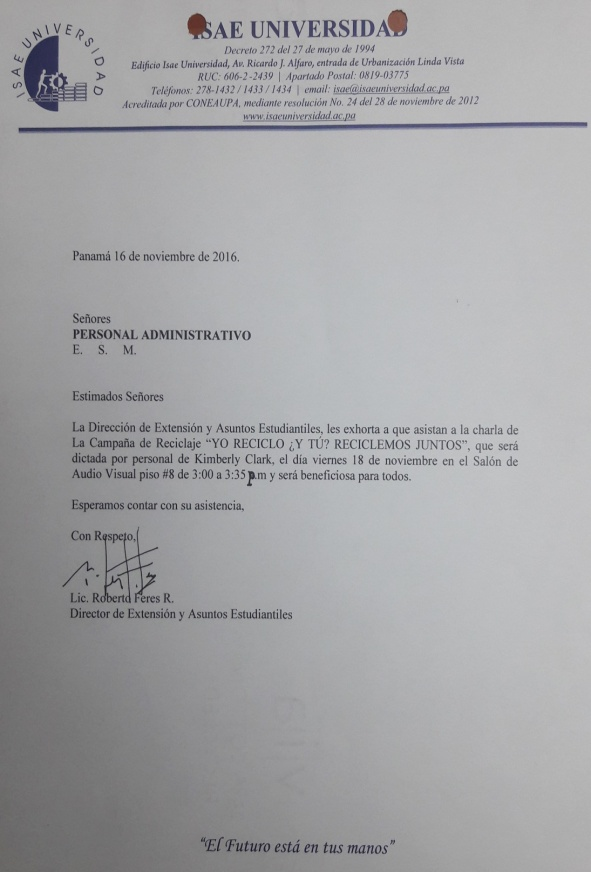 ISAE UNIVERSIDAD
ISAE UNIVERSIDAD
Decreto 272 del 27 de mayo de 1994
Edificio Isae Universidad, Av. Ricardo J. Alfaro, entrada de Urbanización Linda Vista
RUC: 606-2-2439 | Apartado Postal: 0819-03775
Teléfonos: 278-1432 / 1433 / 1434 | email: isae@isaeuniversidad.ac.pa
Acreditada por CONEAUPA, mediante resolución No. 24 del 28 de noviembre de 2012
www.isaeuniversidad.ac.pa
Panamá 16 de noviembre de 2016.
Señores
PERSONAL ADMINISTRATIVO
E. S. M.
Estimados Señores
La Dirección de Extensión y Asuntos Estudiantiles, les exhorta a que asistan a la charla de
La Campaña de Reciclaje “YO RECICLO ¿Y TÚ? RECICLEMOS JUNTOS”, que será
dictada por personal de Kimberly Clark, el día viernes 18 de noviembre en el Salón de
Audio Visual piso #8 de 3:00 a 3:35 p.m y será beneficiosa para todos.
Esperamos contar con su asistencia,
Con Respeto,
Lic. Roberto Feres R.
Director de Extensión y Asuntos Estudiantiles
“El Futuro está en tus manos”